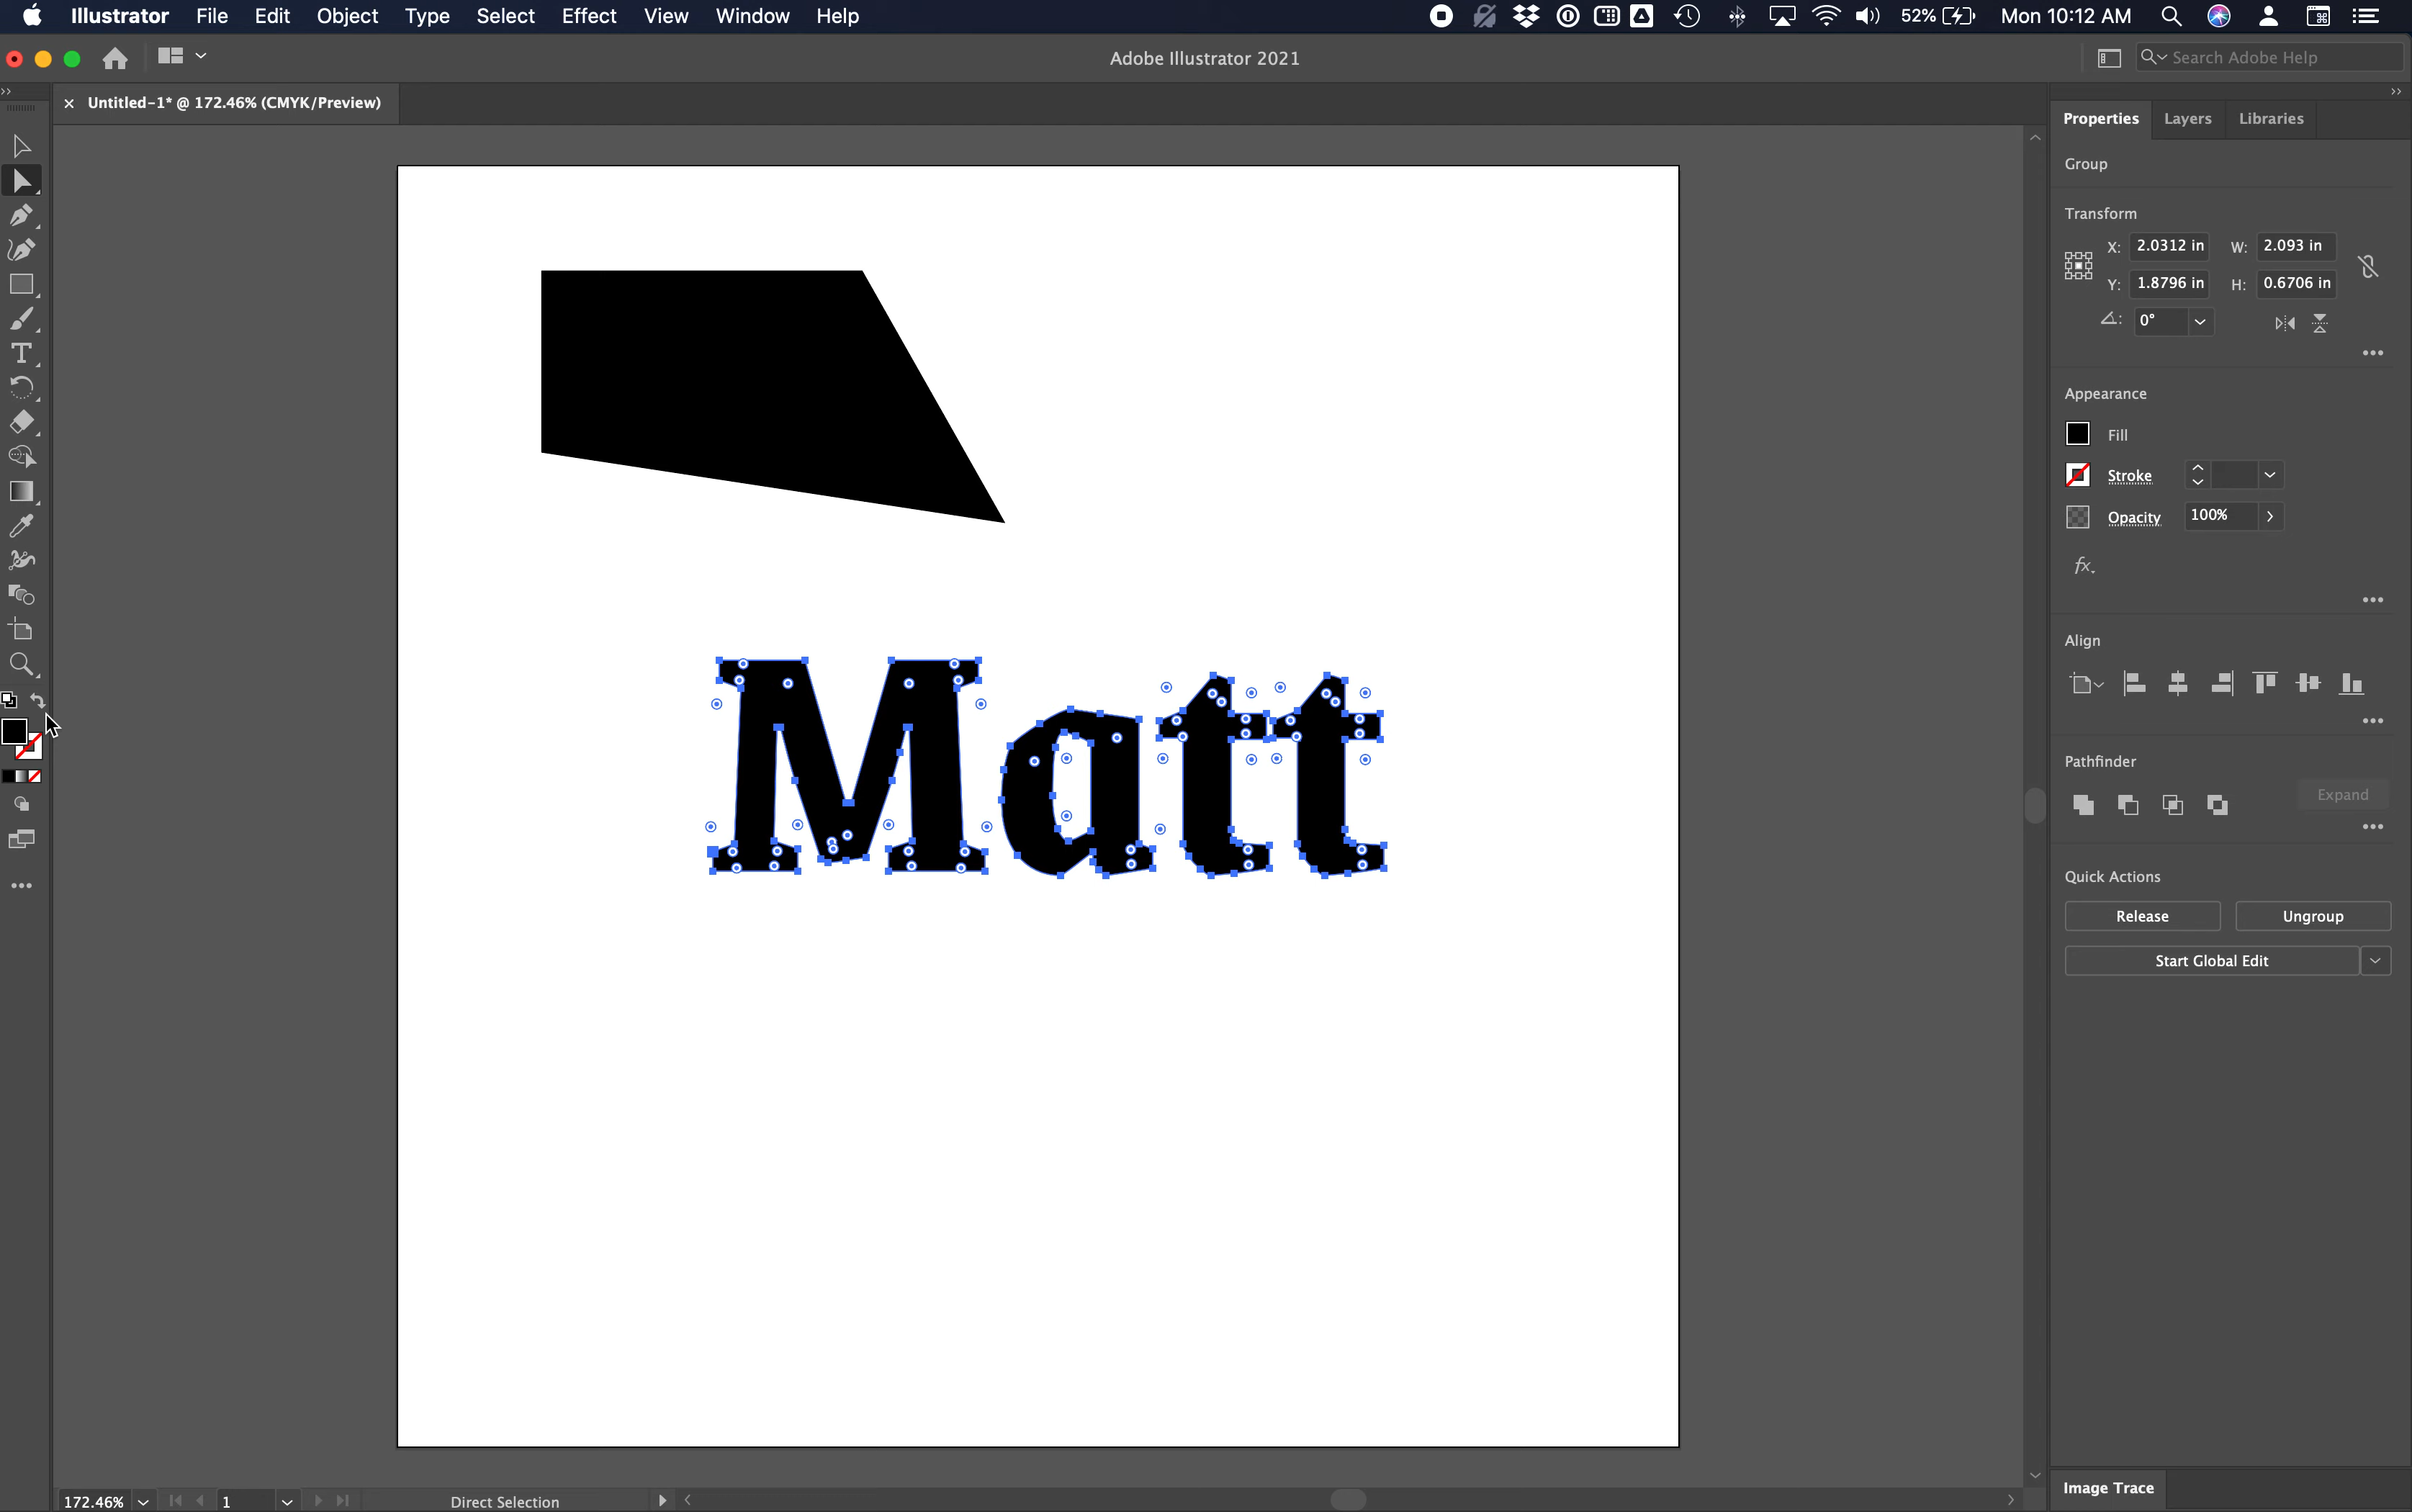 Illustrator File Edit Object Type Select Effect View Window Help 52% Mon 10:12 AM
Adobe Illustrator 2021 Search Adobe Help
× Untitled-1* @ 172.46% (CMYK/Preview)
Properties Layers Libraries
Group
Transform
X: 2.0312 in W: 2.093 in
Y: 1.8796 in H: 0.6706 in
0°
Appearance
Fill
Stroke
Opacity 100%
fx
Align
Pathfinder
Expand
Quick Actions
Release Ungroup
Start Global Edit
Matt
172.46% 1 Direct Selection
Image Trace